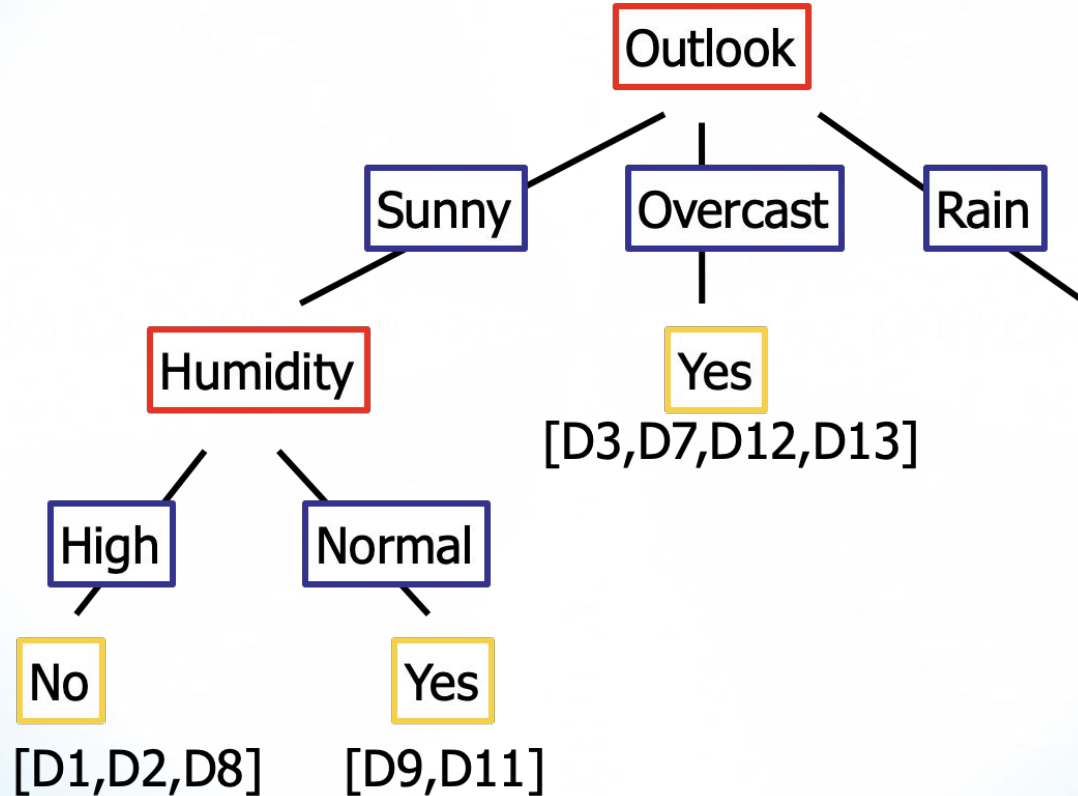 Outlook
Sunny Overcast Rain
Humidity Yes
[D3,D7,D12,D13]
High Normal
No Yes
[D1,D2,D8] [D9,D11]